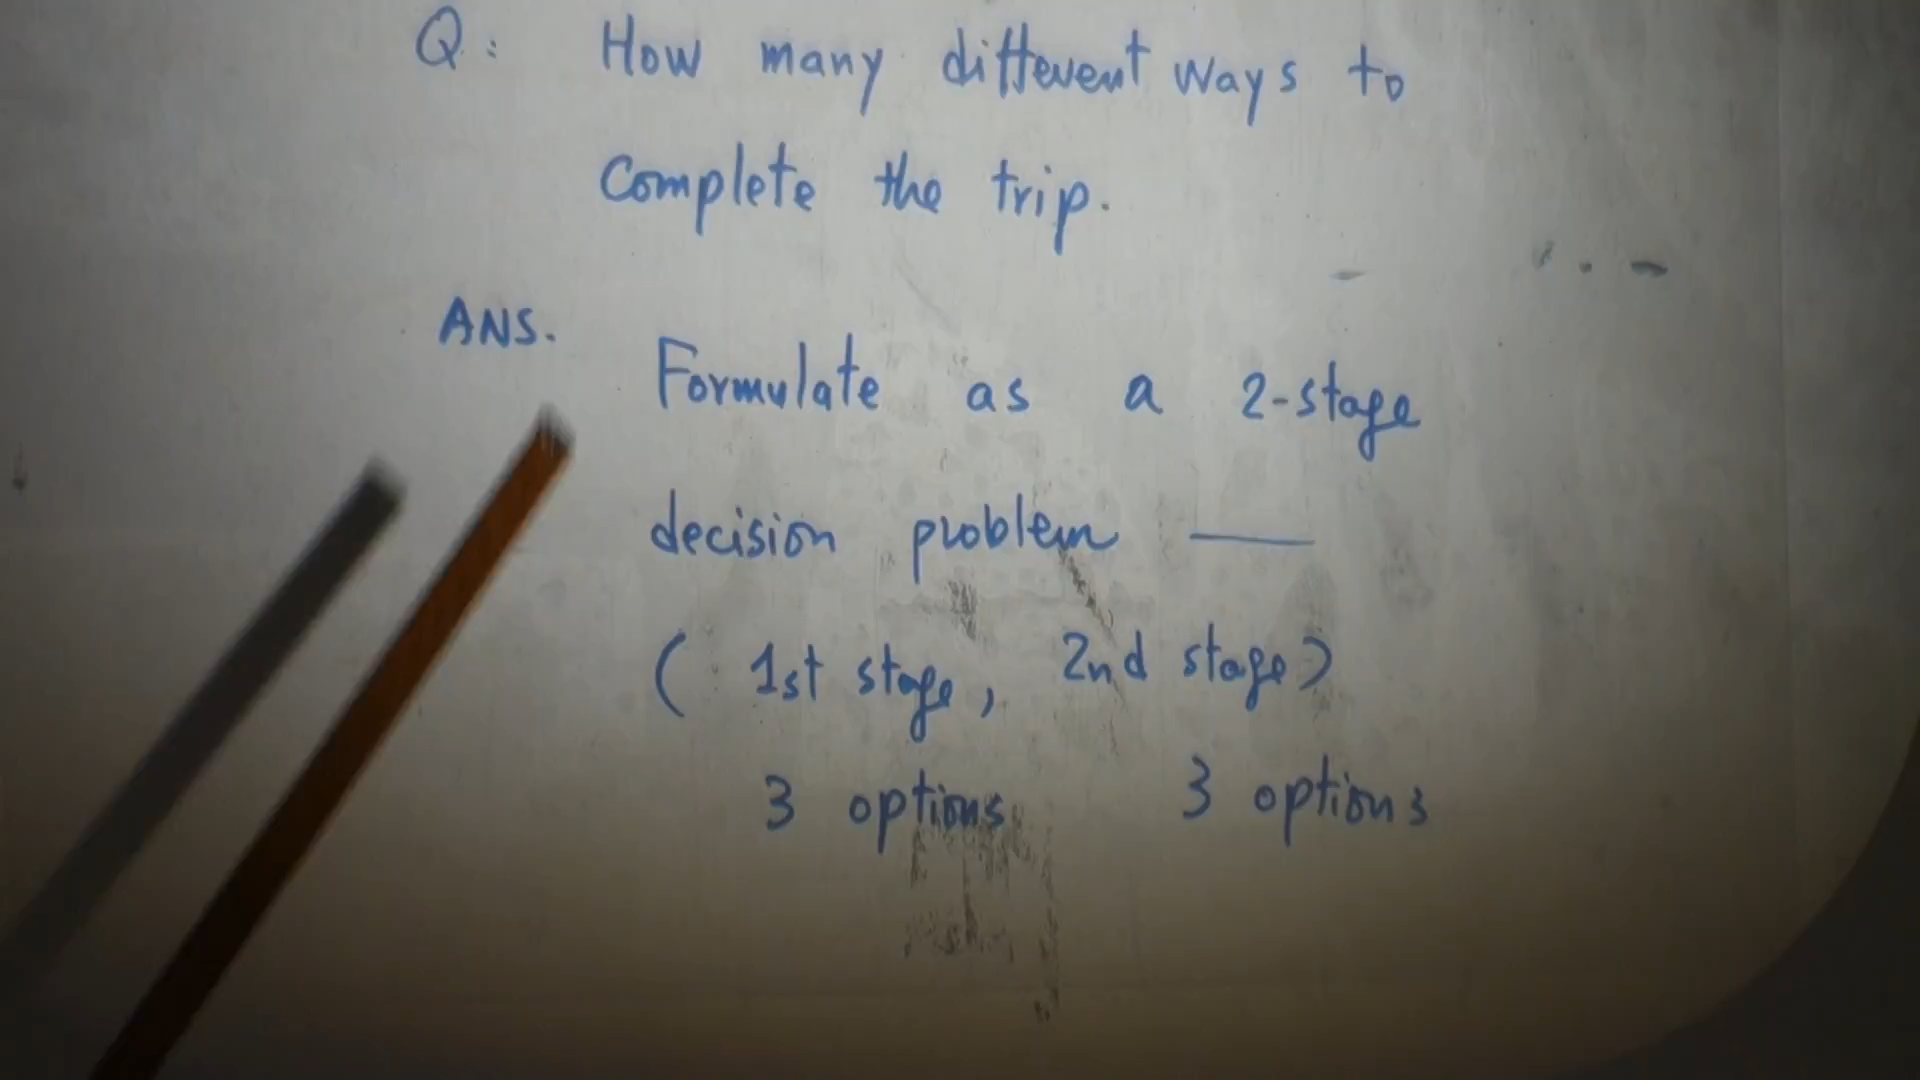 Q: How many different ways to
complete the trip.
ANS.
Formulate as a 2-stage
decision problem —
( 1st stage, 2nd stage)
3 options 3 options